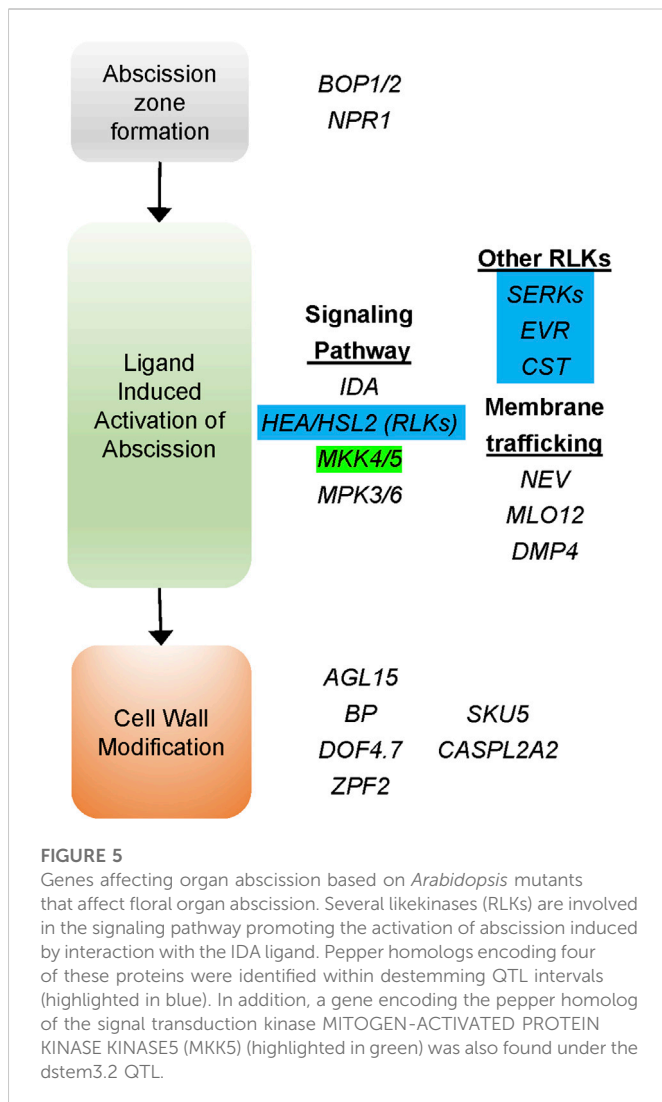 Abscission
zone
formation
BOP1/2
NPR1
Ligand
Induced
Activation of
Abscission
Signaling
Pathway
IDA
HEA/HSL2 (RLKs)
MKK4/5
MPK3/6
Other RLKs
SERKs
EVR
CST
Membrane
trafficking
NEV
MLO12
DMP4
Cell Wall
Modification
AGL15
BP
DOF4.7
ZPF2
SKU5
CASPL2A2
FIGURE 5
Genes affecting organ abscission based on Arabidopsis mutants
that affect floral organ abscission. Several likekinases (RLKs) are involved
in the signaling pathway promoting the activation of abscission induced
by interaction with the IDA ligand. Pepper homologs encoding four
of these proteins were identified within destemming QTL intervals
(highlighted in blue). In addition, a gene encoding the pepper homolog
of the signal transduction kinase MITOGEN-ACTIVATED PROTEIN
KINASE KINASE5 (MKK5) (highlighted in green) was also found under the
dstem3.2 QTL.